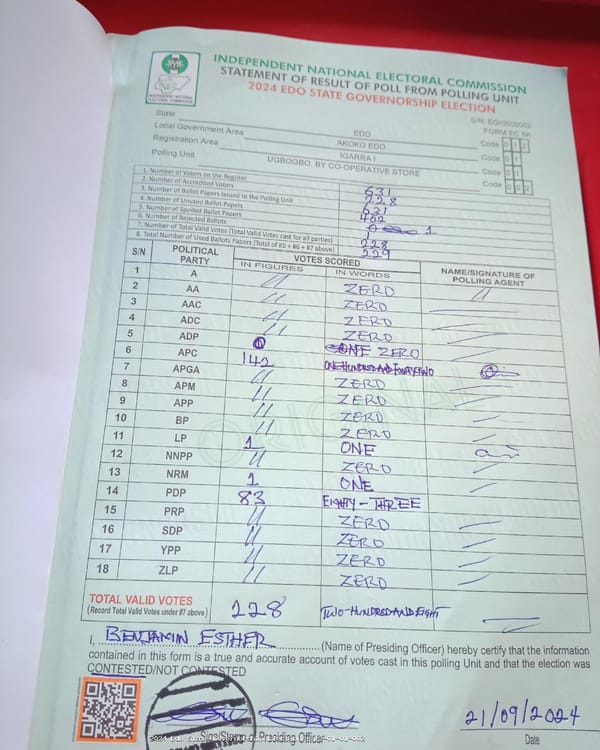 INDEPENDENT NATIONAL ELECTORAL COMMISSION
STATEMENT OF RESULT OF POLL FROM POLLING UNIT
2024 EDO STATE GOVERNORSHIP ELECTION
INEC
INDEPENDENT NATIONAL ELECTORAL COMMISSION
FORM EC 8A
State EDO Code 0 1 2
Local Government Area AKOKO EDO Code 0 1
Registration Area IGARRA I Code 0 1
Polling Unit UGBOGBO, BY CO-OPERATIVE STORE Code 0 0 2
1. Number of Voters on the Register 631
2. Number of Accredited Voters 228
3. Number of Ballot Papers Issued to the Polling Unit 631
4. Number of Unused Ballot Papers 402
5. Number of Spoiled Ballot Papers
6. Number of Rejected Ballots 1
7. Number of Total Valid Votes (Total Valid Votes cast for all parties) 228
8. Total Number of Used Ballots Papers (Total of #5 + #6 + #7 above) 229
S/N POLITICAL PARTY VOTES SCORED NAME/SIGNATURE OF POLLING AGENT
IN FIGURES IN WORDS
1 A ZERO
2 AA ZERO
3 AAC ZERO
4 ADC ZERO
5 ADP ZERO
6 APC 142 ONE HUNDRED AND FOURTY TWO
7 APGA ZERO
8 APM ZERO
9 APP ZERO
10 BP ZERO
11 LP 1 ONE
12 NNPP ZERO
13 NRM 1 ONE
14 PDP 83 EIGHTY-THREE
15 PRP ZERO
16 SDP ZERO
17 YPP ZERO
18 ZLP ZERO
TOTAL VALID VOTES 228 TWO-HUNDRED AND EIGHT
(Record Total Valid Votes under #7 above)
I, BENJAMIN ESTHER (Name of Presiding Officer) hereby certify that the information
contained in this form is a true and accurate account of votes cast in this polling Unit and that the election was
CONTESTED/NOT CONTESTED
21/09/2024
Presiding Officer
Date